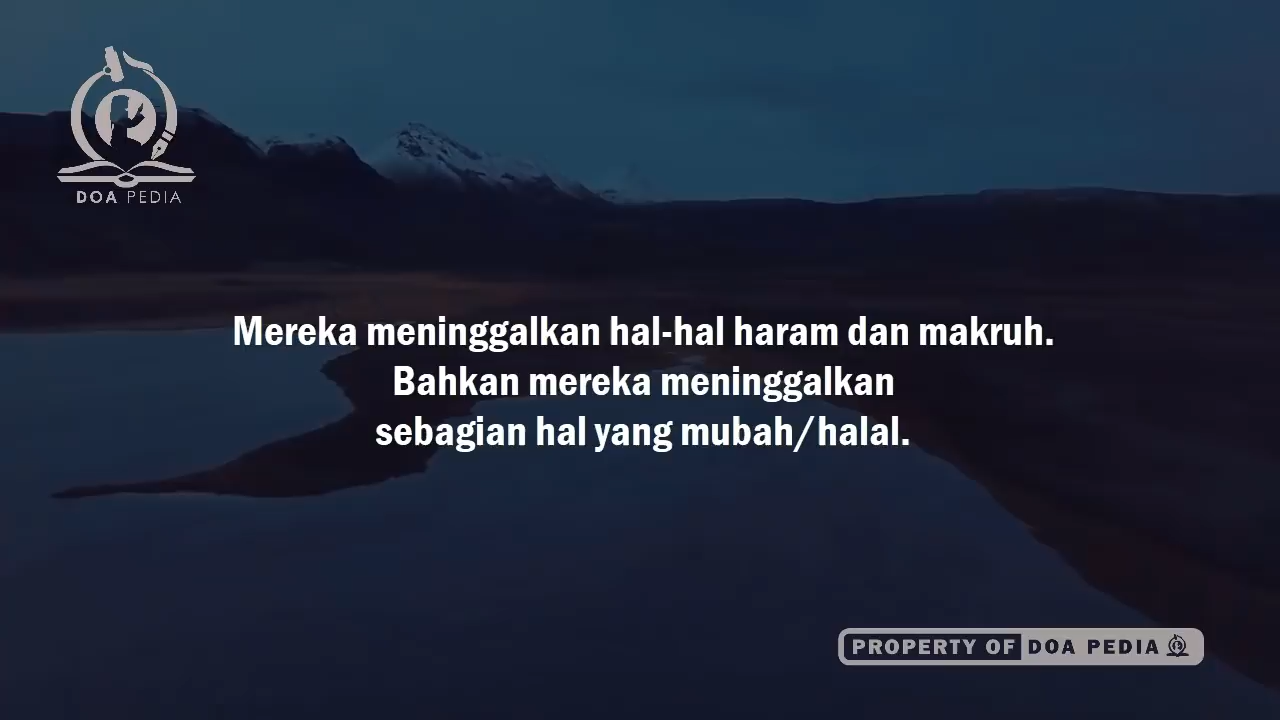 DOA PEDIA
Mereka meninggalkan hal-hal haram dan makruh.
Bahkan mereka meninggalkan
sebagian hal yang mubah/halal.
PROPERTY OF DOA PEDIA